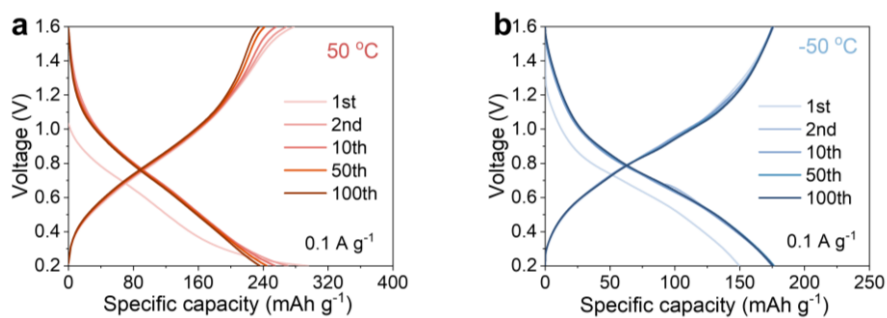 a
50 °C
1st
2nd
10th
50th
100th
0.1 A g⁻¹
Voltage (V)
1.6
1.4
1.2
1.0
0.8
0.6
0.4
0.2
0 80 160 240 320 400
Specific capacity (mAh g⁻¹)
b
-50 °C
1st
2nd
10th
50th
100th
0.1 A g⁻¹
Voltage (V)
1.6
1.4
1.2
1.0
0.8
0.6
0.4
0.2
0 50 100 150 200 250
Specific capacity (mAh g⁻¹)